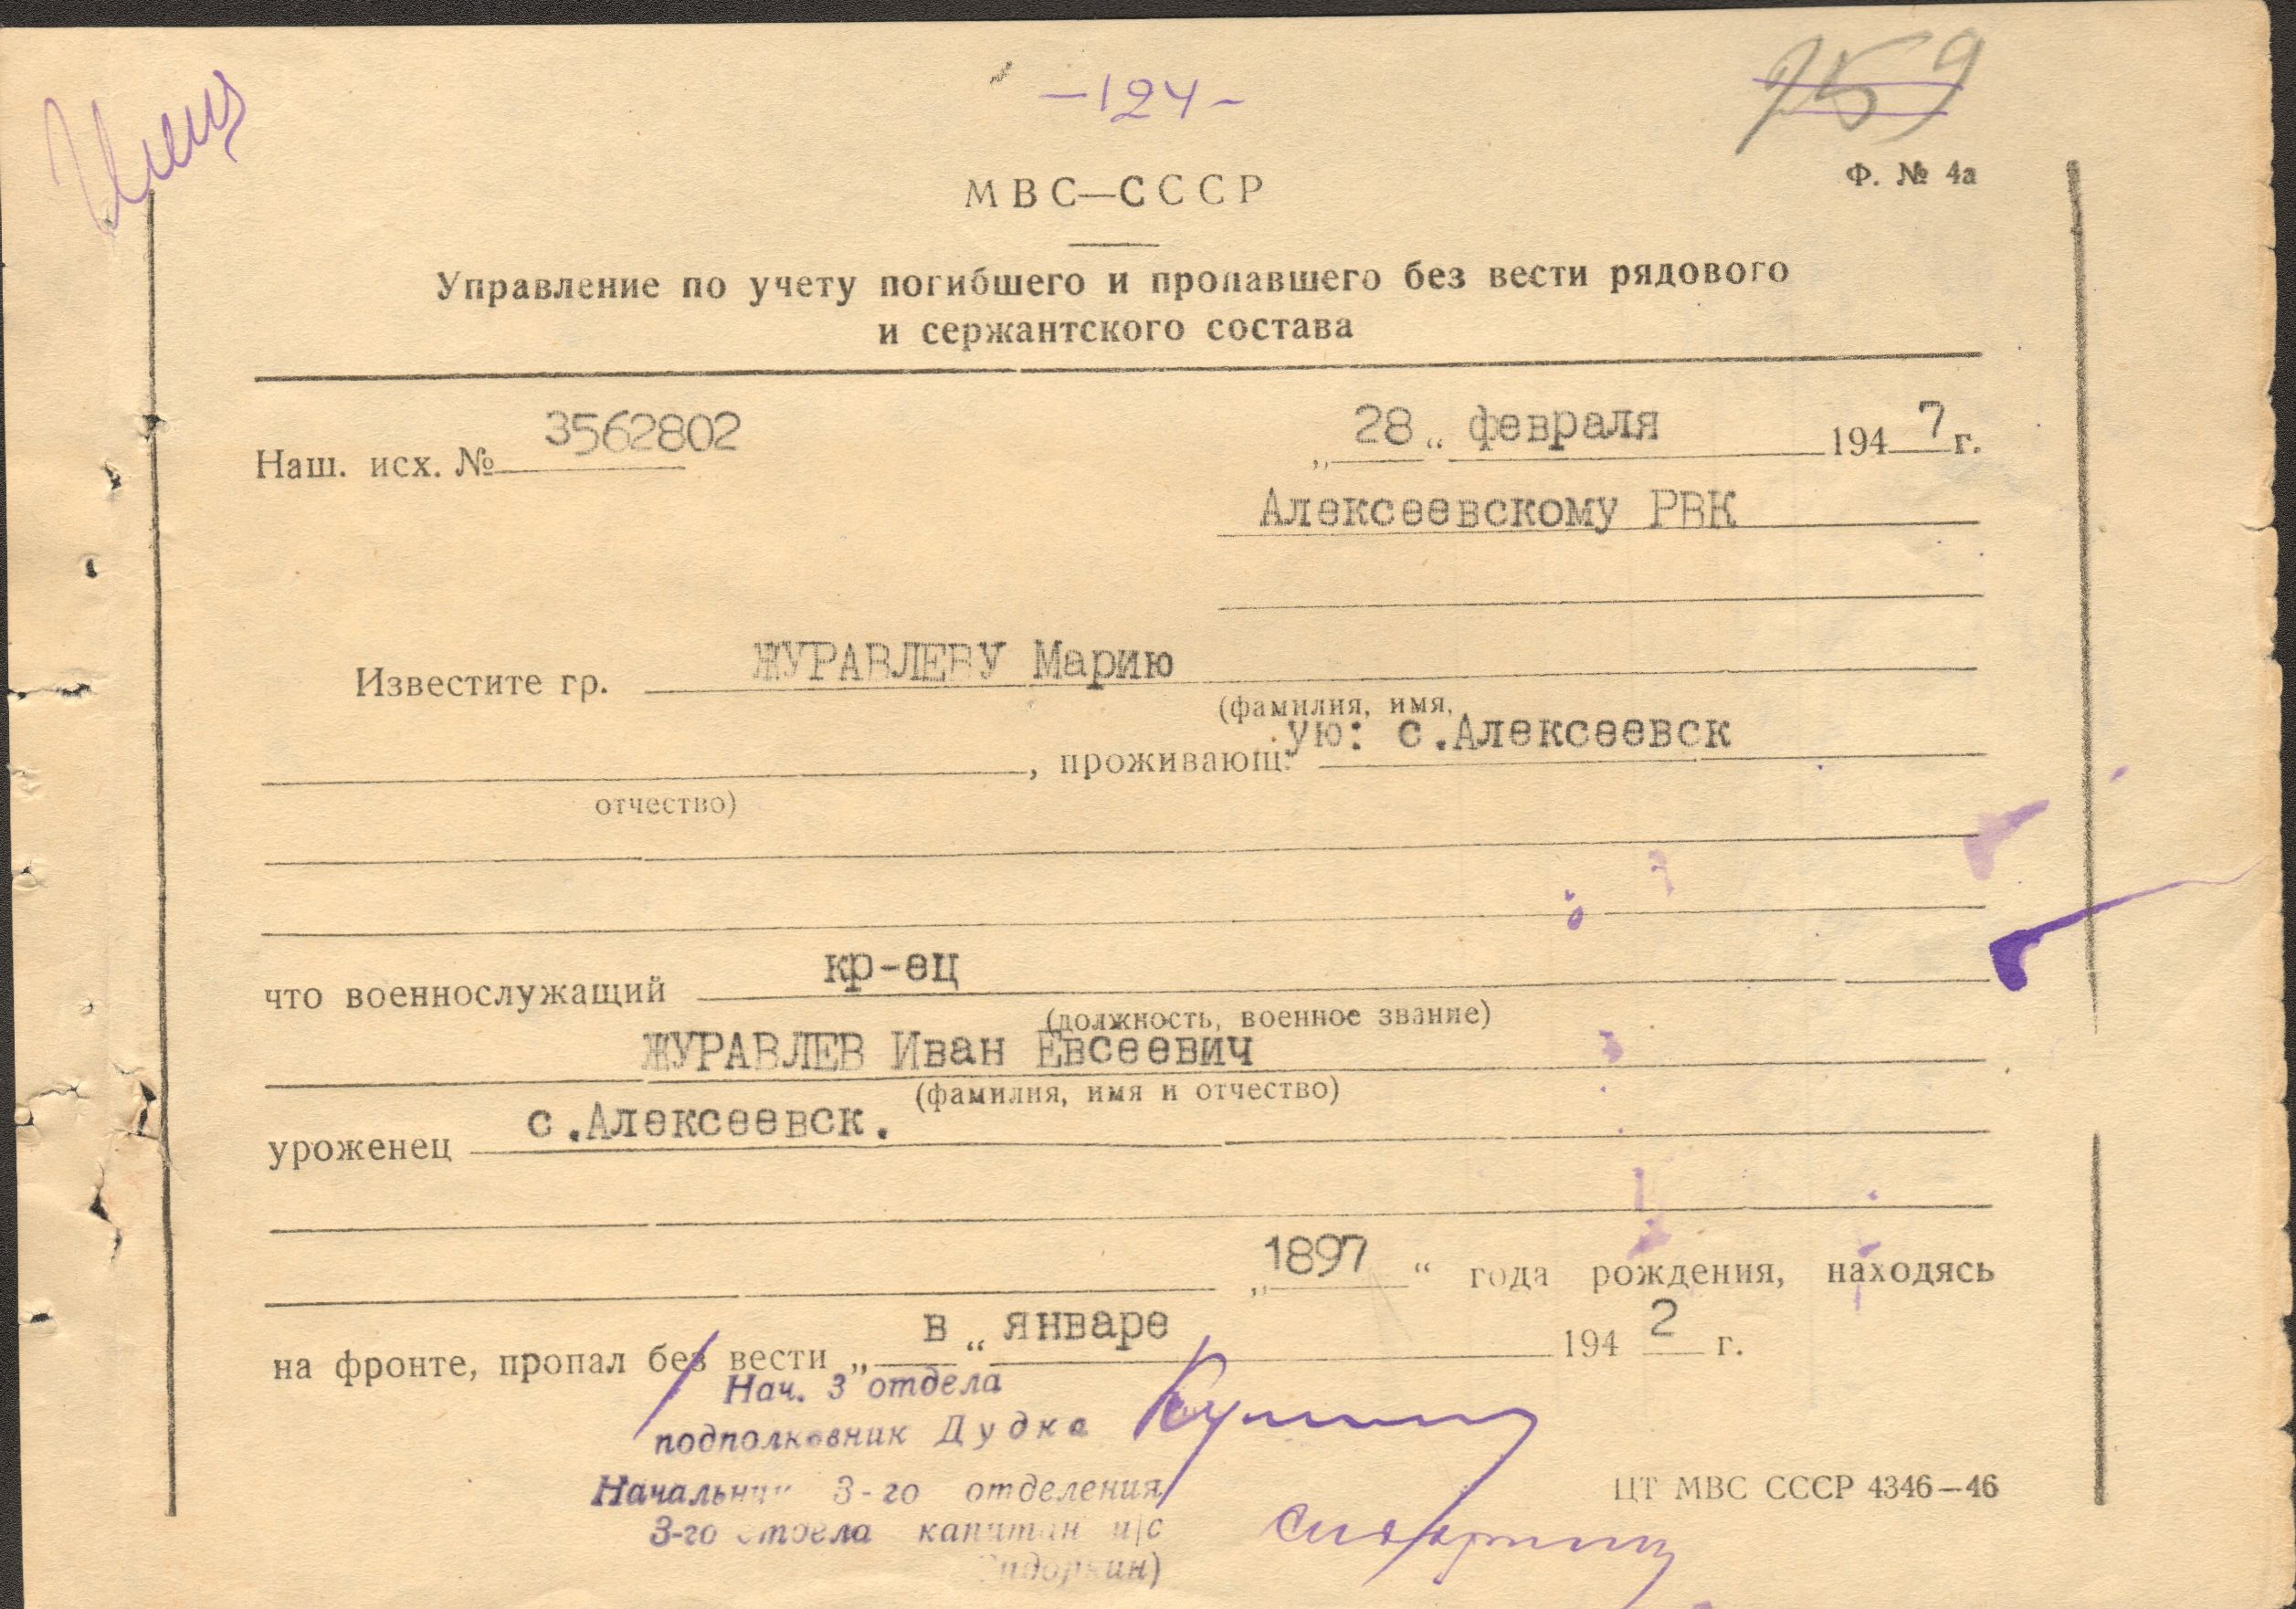 -124-
759
Ф. № 4а
МВС—СССР
Управление по учету погибшего и пропавшего без вести рядового
и сержантского состава
Наш. исх. № 3562802 „28“ февраля 1947 г.
Алексеевскому РВК
Известите гр. ЖУРАВЛЕВУ Марию
(фамилия, имя,
, проживающ. ую: с.Алексеевск
отчество)
что военнослужащий кр-ец
(должность, военное звание)
ЖУРАВЛЕВ Иван Евсеевич
(фамилия, имя и отчество)
уроженец с.Алексеевск.
„1897“ года рождения, находясь
на фронте, пропал без вести „в“ январе 1942 г.
Нач. 3 отдела
подполковник Дудка
Начальник 3-го отделения
3-го отдела капитан и/с
Сидоркин)
ЦТ МВС СССР 4346—46